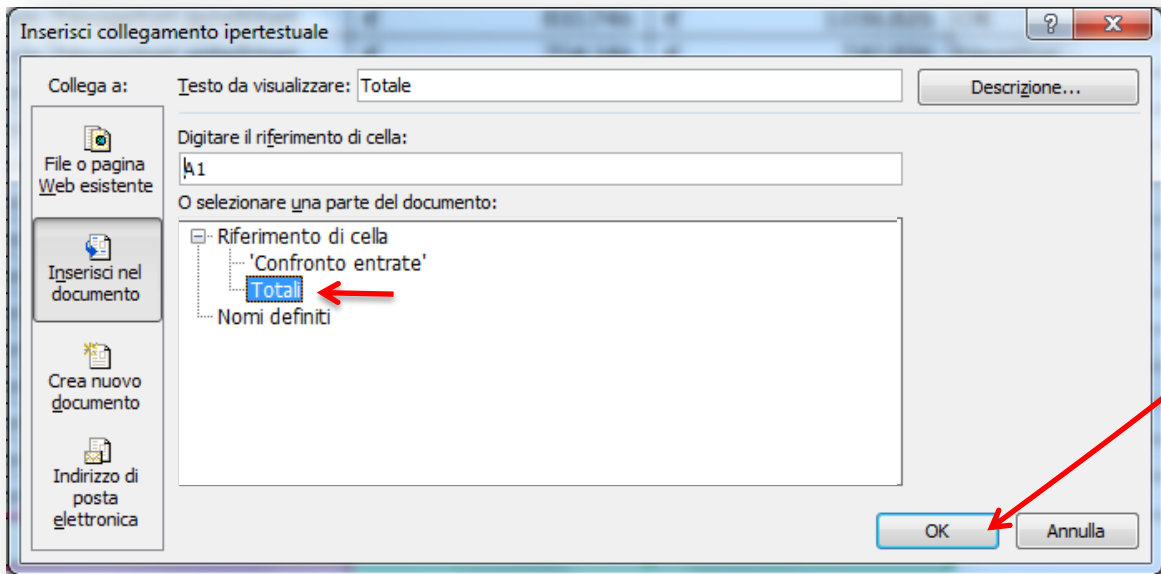 Inserisci collegamento ipertestuale
Collega a:
Testo da visualizzare: Totale
Descrizione...
File o pagina
Web esistente
Digitare il riferimento di cella:
A1
O selezionare una parte del documento:
Riferimento di cella
'Confronto entrate'
Totali
Nomi definiti
Inserisci nel
documento
Crea nuovo
documento
Indirizzo di
posta
elettronica
OK
Annulla